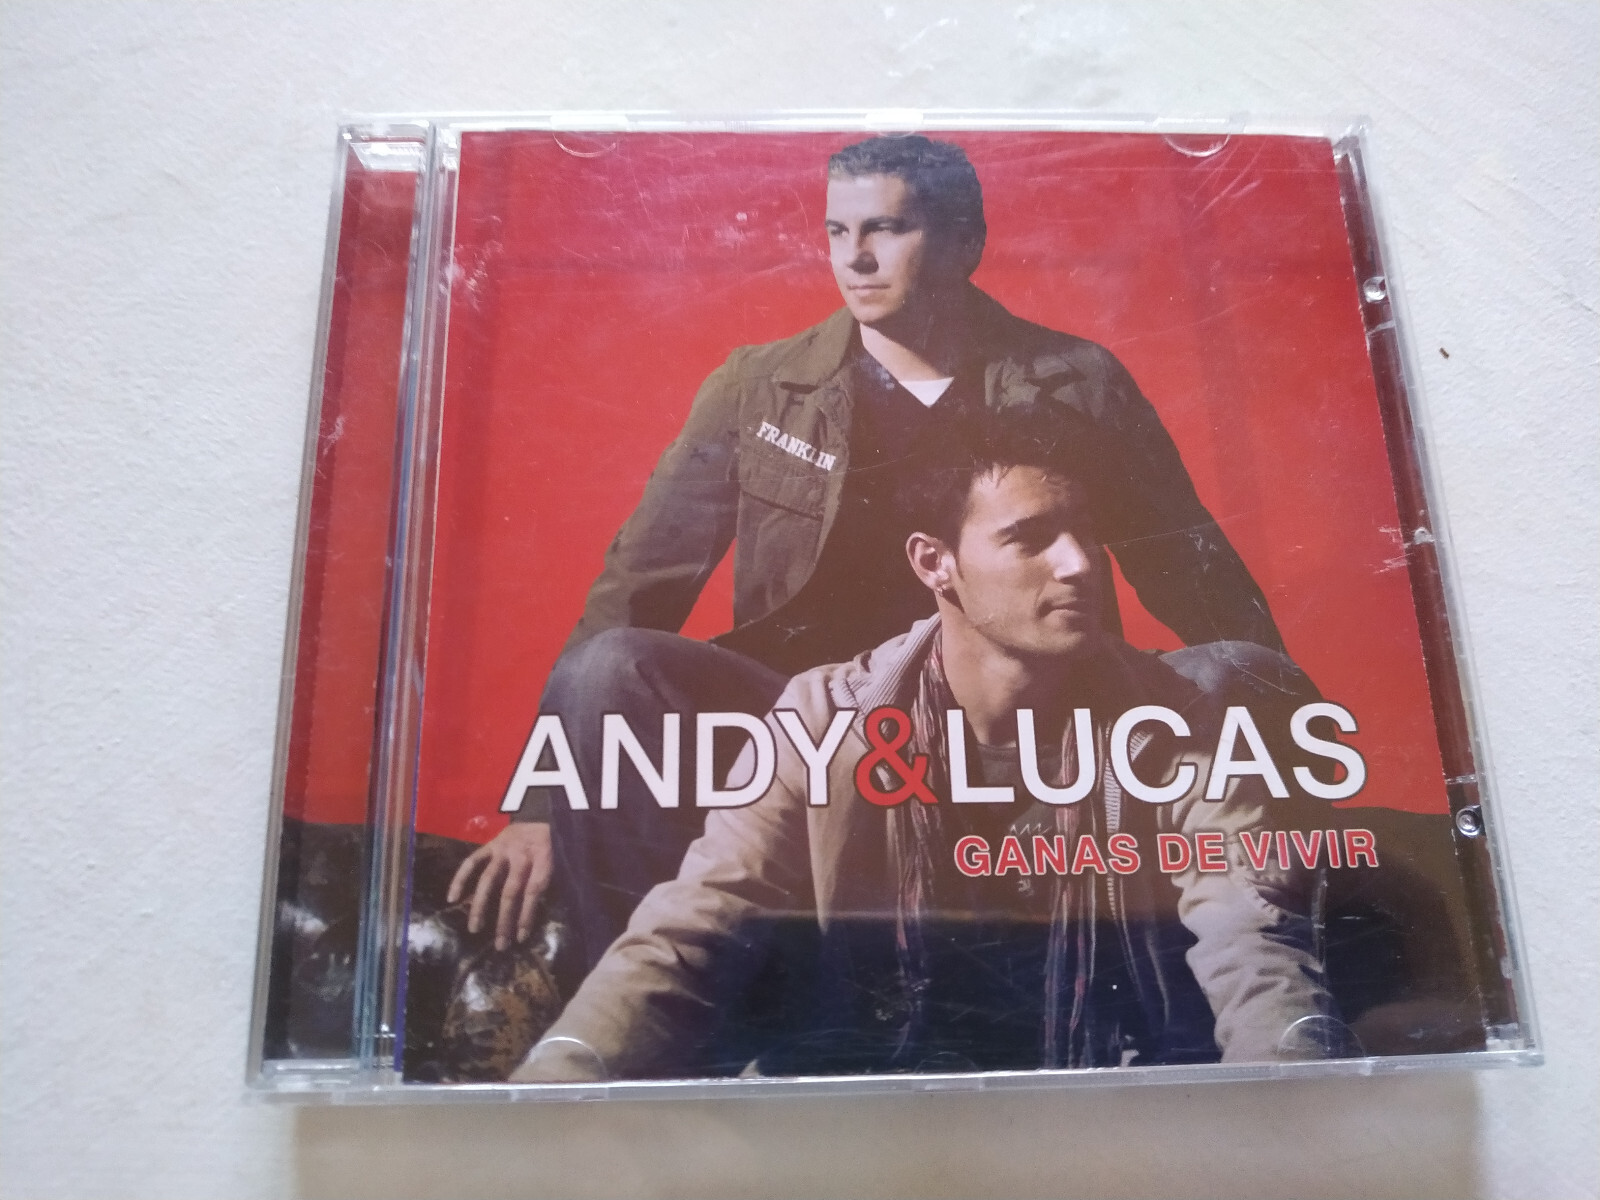 FRANKLIN
ANDY&LUCAS
GANAS DE VIVIR